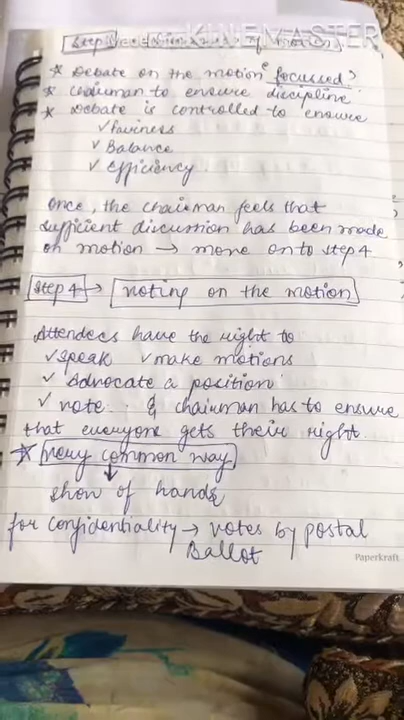 KINEMASTER
Step
* Debate on the motion (focussed)
* chairman to ensure discipline
* Debate is controlled to ensure
✓ Fairness
✓ Balance
✓ Efficiency
Once, the chairman feels that
sufficient discussion has been made
on motion → move onto step 4
Step 4 → Voting on the motion
Attendees have the right to
✓ speak ✓ make motions
✓ Advocate a position
✓ vote. & chairman has to ensure
that everyone gets their right.
* Very common way
↓
show of hands
for confidentiality → votes by postal
Ballot
Paperkraft